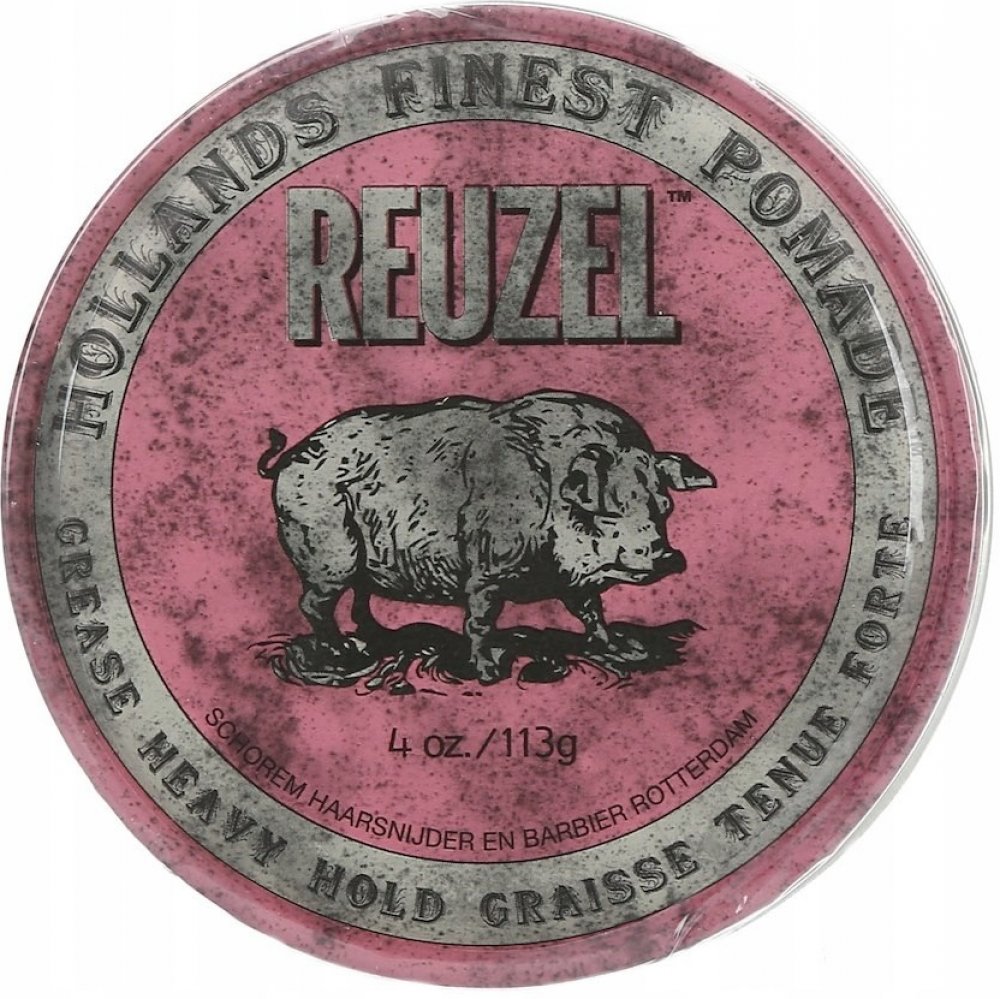 HOLLANDS FINEST POMADE
REUZEL™
4 oz./113g
SCHOREM HAARSNIJDER EN BARBIER ROTTERDAM
GREASE HEAVY HOLD GRAISSE TENUE FORTE